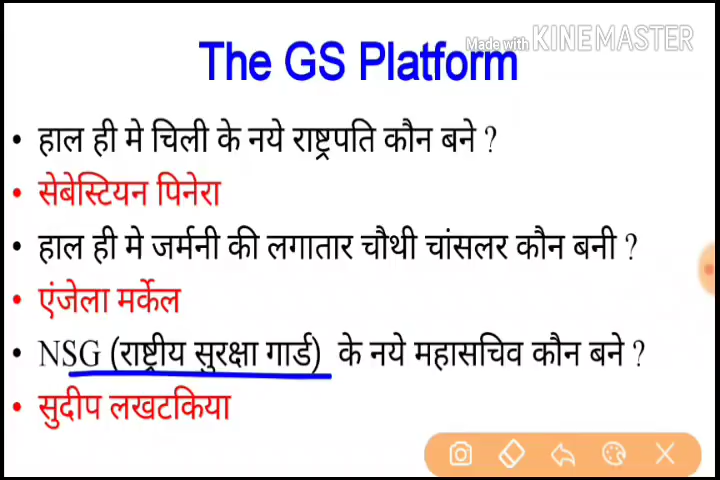 Made with KINEMASTER
The GS Platform
• हाल ही मे चिली के नये राष्ट्रपति कौन बने ?
• सेबेस्टियन पिनेरा
• हाल ही मे जर्मनी की लगातार चौथी चांसलर कौन बनी ?
• एंजेला मर्केल
• NSG (राष्ट्रीय सुरक्षा गार्ड) के नये महासचिव कौन बने ?
• सुदीप लखटकिया